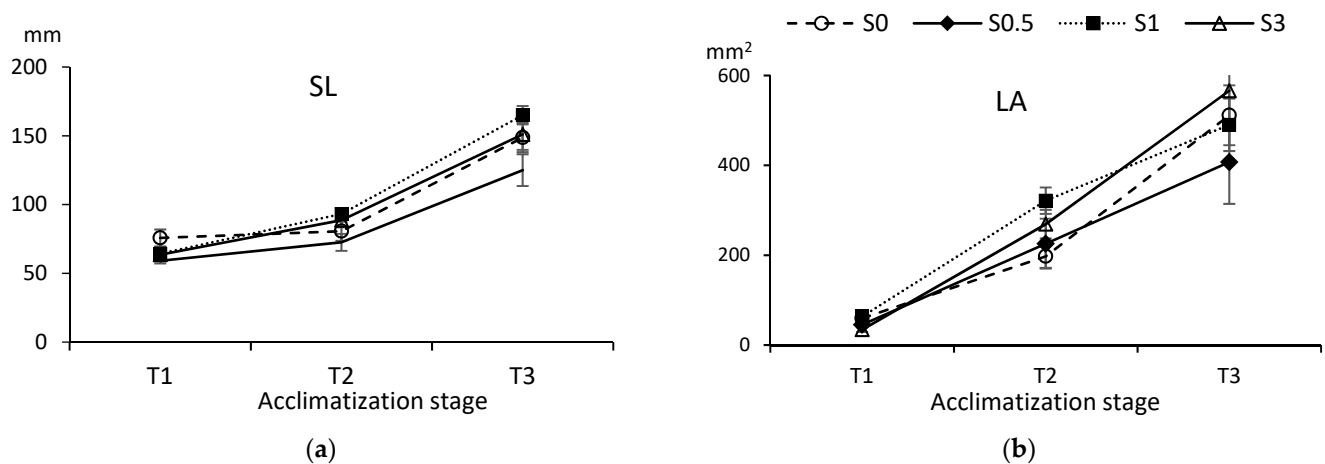 mm
200
150
100
50
0
SL
T1 T2 T3
Acclimatization stage
(a)
S0 S0.5 S1 S3
mm²
600
400
200
0
LA
T1 T2 T3
Acclimatization stage
(b)